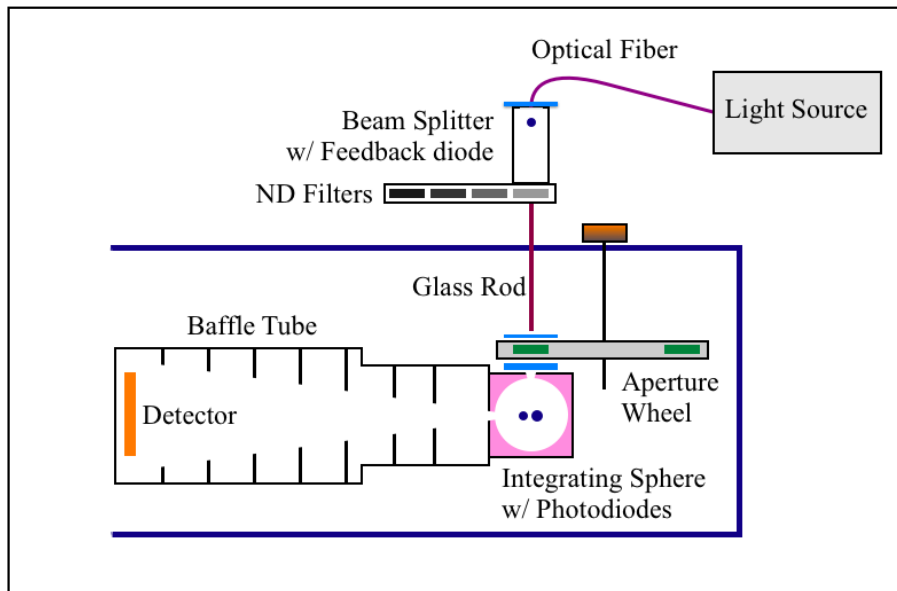 Optical Fiber
Light Source
Beam Splitter
w/ Feedback diode
ND Filters
Glass Rod
Baffle Tube
Aperture
Wheel
Detector
Integrating Sphere
w/ Photodiodes